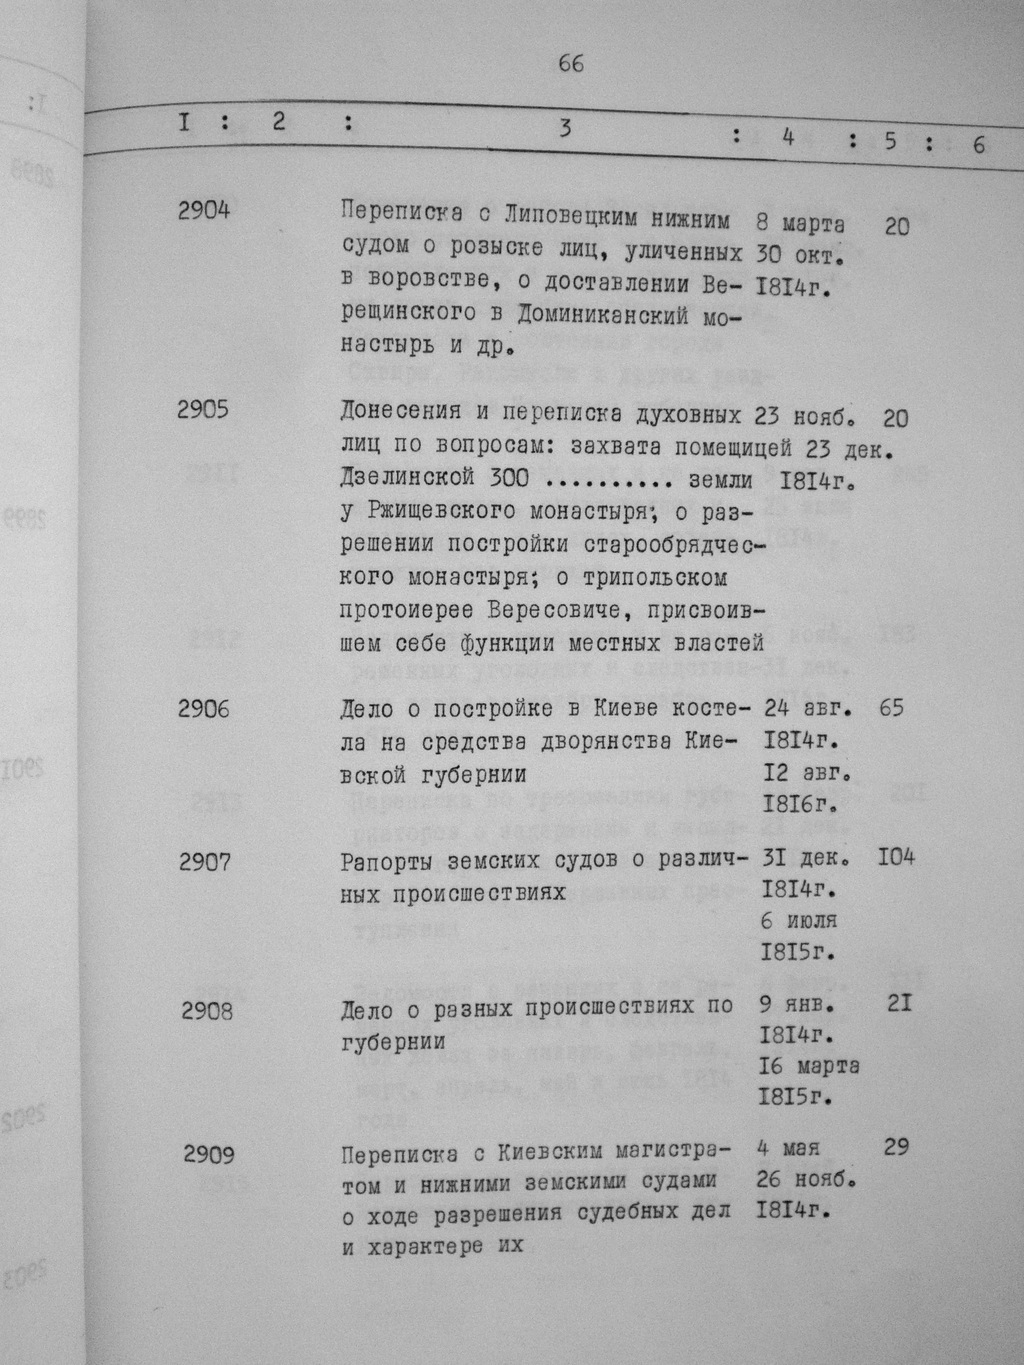 66
I : 2 : 3 : 4 : 5 : 6
2904 Переписка с Липовецким нижним 8 марта 20
судом о розыске лиц, уличенных 30 окт.
в воровстве, о доставлении Ве- I8I4г.
рещинского в Доминиканский мо-
настырь и др.
2905 Донесения и переписка духовных 23 нояб. 20
лиц по вопросам: захвата помещицей 23 дек.
Дзелинской 300 .......... земли I8I4г.
у Ржищевского монастыря; о раз-
решении постройки старообрядчес-
кого монастыря; о трипольском
протоиерее Вересовиче, присвоив-
шем себе функции местных властей
2906 Дело о постройке в Киеве косте- 24 авг. 65
ла на средства дворянства Кие- I8I4г.
вской губернии I2 авг.
I8I6г.
2907 Рапорты земских судов о различ- 3I дек. I04
ных происшествиях I8I4г.
6 июля
I8I5г.
2908 Дело о разных происшествиях по 9 янв. 2I
губернии I8I4г.
I6 марта
I8I5г.
2909 Переписка с Киевским магистра- 4 мая 29
том и нижними земскими судами 26 нояб.
о ходе разрешения судебных дел I8I4г.
и характере их